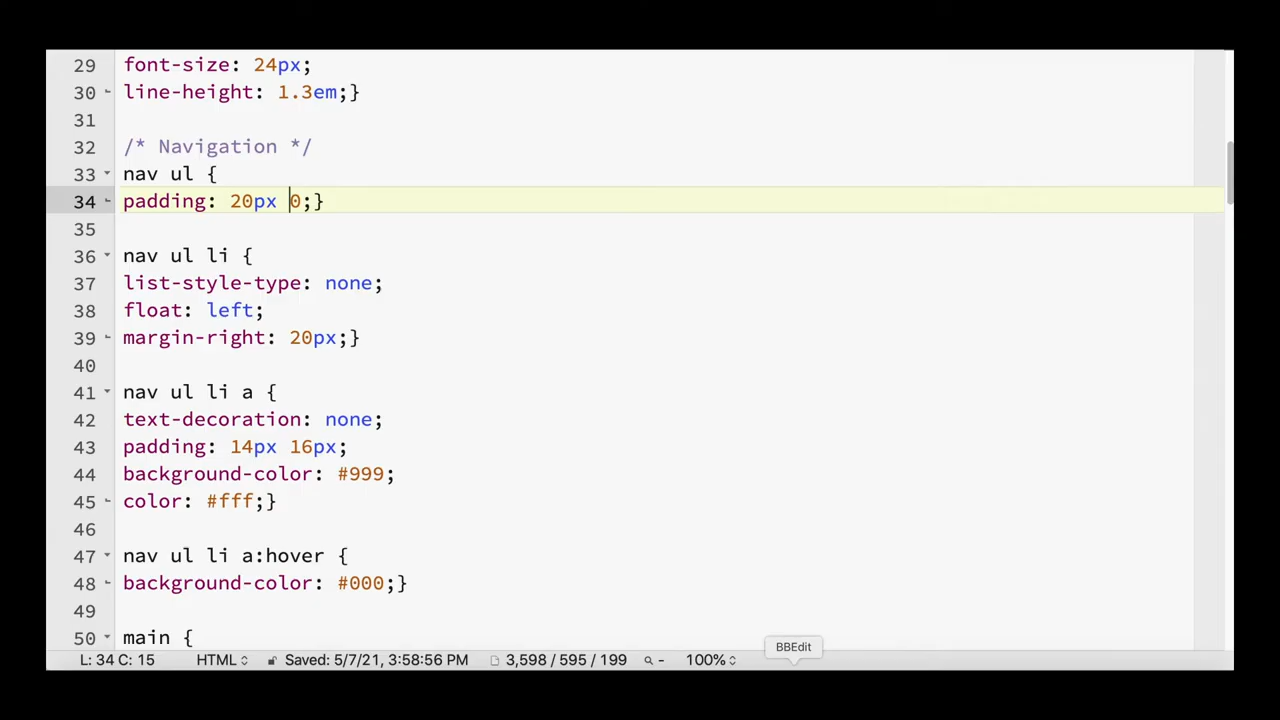 29 font-size: 24px;
30 line-height: 1.3em;}
31
32 /* Navigation */
33 nav ul {
34 padding: 20px 0;}
35
36 nav ul li {
37 list-style-type: none;
38 float: left;
39 margin-right: 20px;}
40
41 nav ul li a {
42 text-decoration: none;
43 padding: 14px 16px;
44 background-color: #999;
45 color: #fff;}
46
47 nav ul li a:hover {
48 background-color: #000;}
49
50 main {
BBEdit
L: 34 C: 15 HTML Saved: 5/7/21, 3:58:56 PM 3,598 / 595 / 199 - 100%